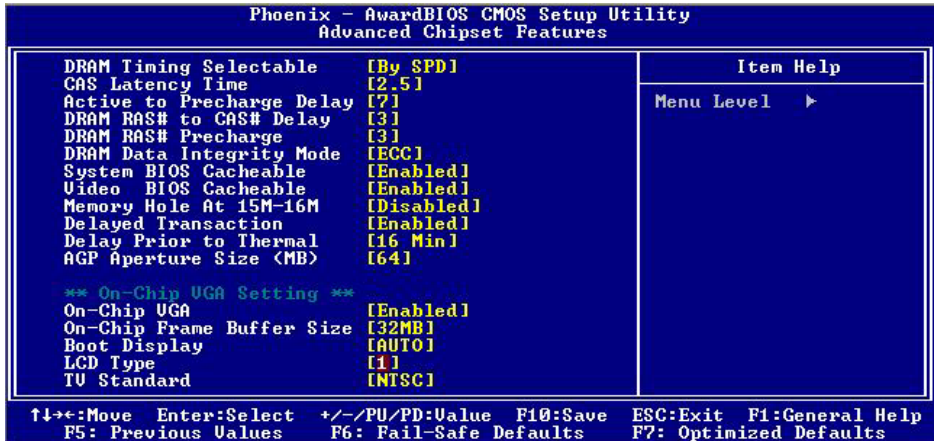 Phoenix - AwardBIOS CMOS Setup Utility
Advanced Chipset Features
DRAM Timing Selectable [By SPD]
CAS Latency Time [2.5]
Active to Precharge Delay [7]
DRAM RAS# to CAS# Delay [3]
DRAM RAS# Precharge [3]
DRAM Data Integrity Mode [ECC]
System BIOS Cacheable [Enabled]
Video BIOS Cacheable [Enabled]
Memory Hole At 15M-16M [Disabled]
Delayed Transaction [Enabled]
Delay Prior to Thermal [16 Min]
AGP Aperture Size (MB) [64]
** On-Chip VGA Setting **
On-Chip VGA [Enabled]
On-Chip Frame Buffer Size [32MB]
Boot Display [AUTO]
LCD Type [1]
TV Standard [NTSC]
Item Help
Menu Level ►
↑↓→←:Move Enter:Select +/-/PU/PD:Value F10:Save ESC:Exit F1:General Help
F5: Previous Values F6: Fail-Safe Defaults F7: Optimized Defaults